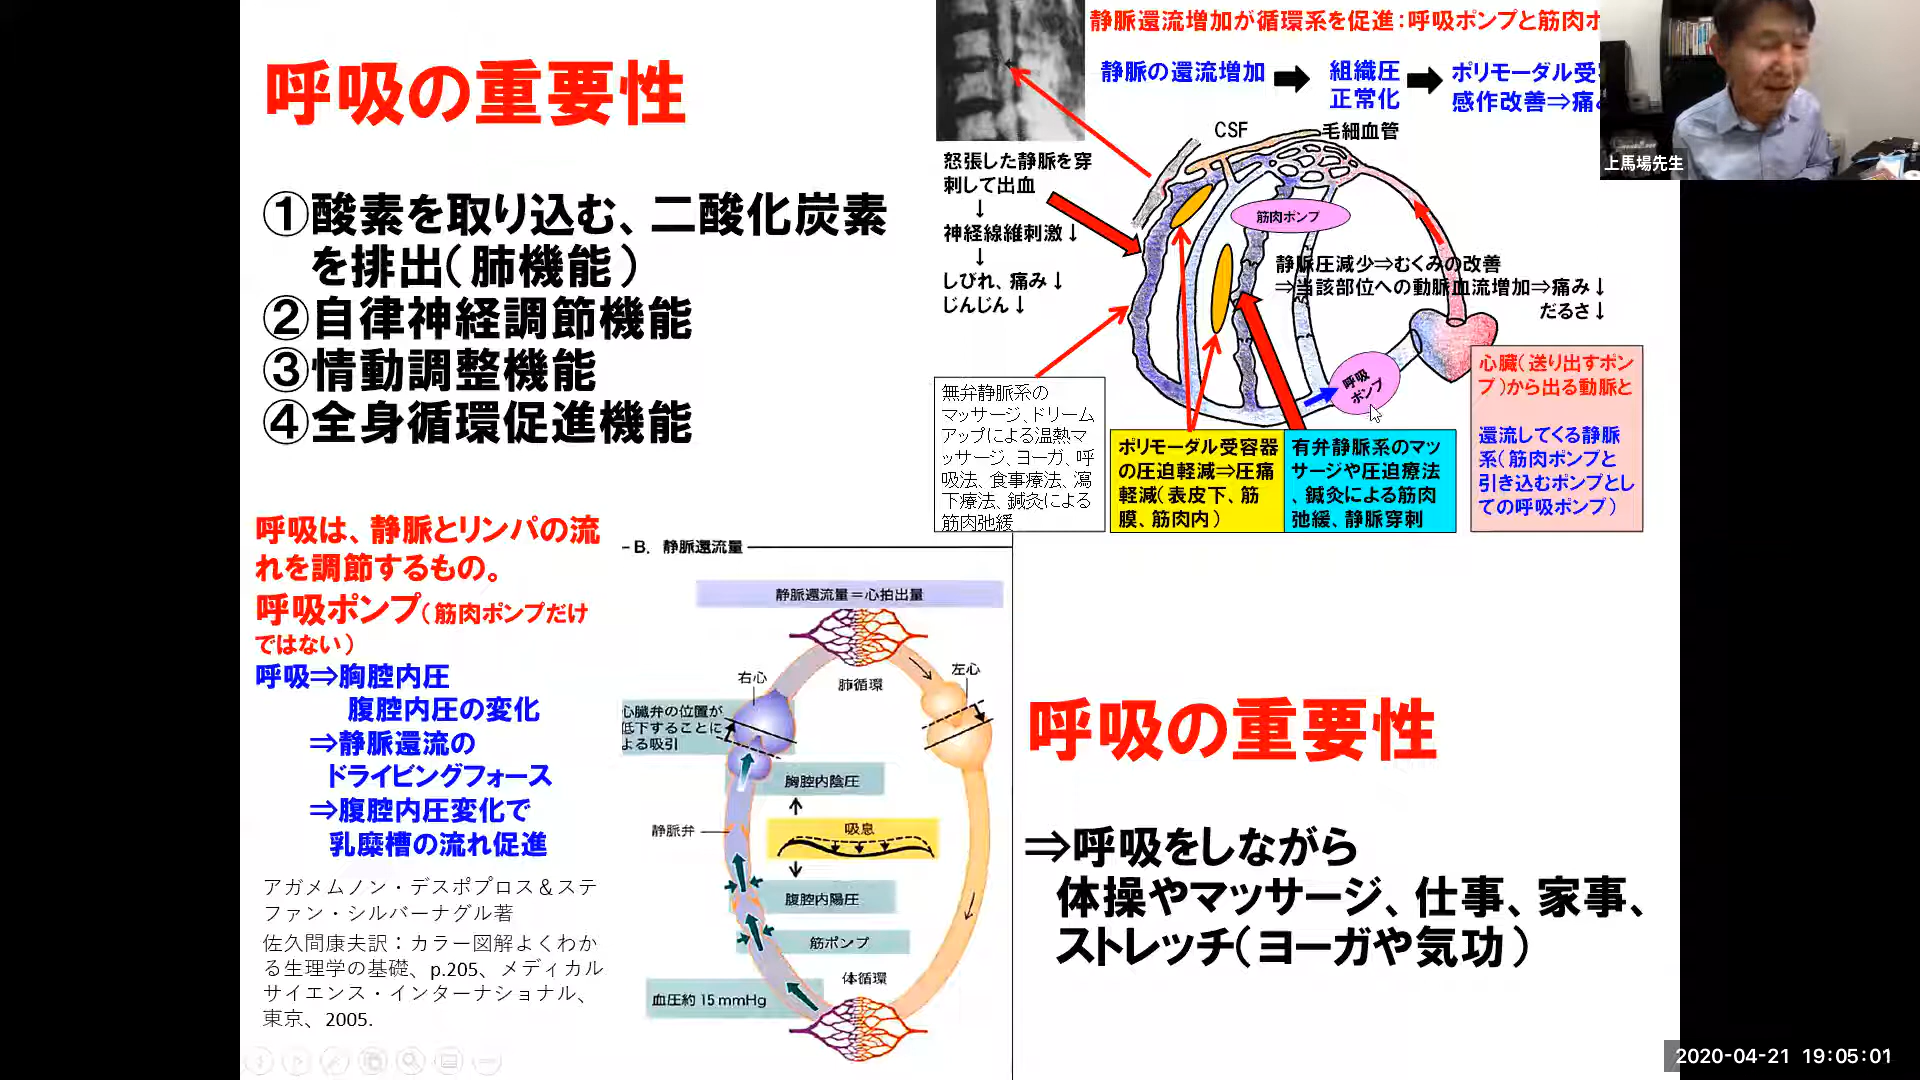 呼吸の重要性
①酸素を取り込む、二酸化炭素
を排出(肺機能)
②自律神経調節機能
③情動調整機能
④全身循環促進機能
呼吸は、静脈とリンパの流
れを調節するもの。
呼吸ポンプ(筋肉ポンプだけ
ではない)
呼吸⇒胸腔内圧
腹腔内圧の変化
⇒静脈還流の
ドライビングフォース
⇒腹腔内圧変化で
乳糜槽の流れ促進
アガメムノン・デスポプロス&ステ
ファン・シルバーナグル著
佐久間康夫訳：カラー図解よくわか
る生理学の基礎、p.205、メディカル
サイエンス・インターナショナル、
東京、2005.
静脈還流増加が循環系を促進：呼吸ポンプと筋肉ポ
静脈の還流増加
組織圧
正常化
ポリモーダル受
感作改善⇒痛
上馬場先生
CSF
毛細血管
怒張した静脈を穿
刺して出血
↓
神経線維刺激↓
↓
しびれ、痛み↓
じんじん↓
筋肉ポンプ
静脈圧減少⇒むくみの改善
⇒当該部位への動脈血流増加⇒痛み↓
だるさ↓
呼吸
ポンプ
無弁静脈系の
マッサージ、ドリーム
アップによる温熱マ
ッサージ、ヨーガ、呼
吸法、食事療法、瀉
下療法、鍼灸による
筋肉弛緩
ポリモーダル受容器
の圧迫軽減⇒圧痛
軽減(表皮下、筋
膜、筋肉内)
有弁静脈系のマッ
サージや圧迫療法
、鍼灸による筋肉
弛緩、静脈穿刺
心臓(送り出すポン
プ)から出る動脈と
還流してくる静脈
系(筋肉ポンプと
引き込むポンプとし
ての呼吸ポンプ)
B. 静脈還流量
静脈還流量＝心拍出量
右心
肺循環
左心
心臓弁の位置が
低下することに
よる吸引
胸腔内陰圧
静脈弁
吸息
腹腔内陽圧
筋ポンプ
体循環
血圧約 15 mmHg
呼吸の重要性
⇒呼吸をしながら
体操やマッサージ、仕事、家事、
ストレッチ(ヨーガや気功)
2020-04-21 19:05:01